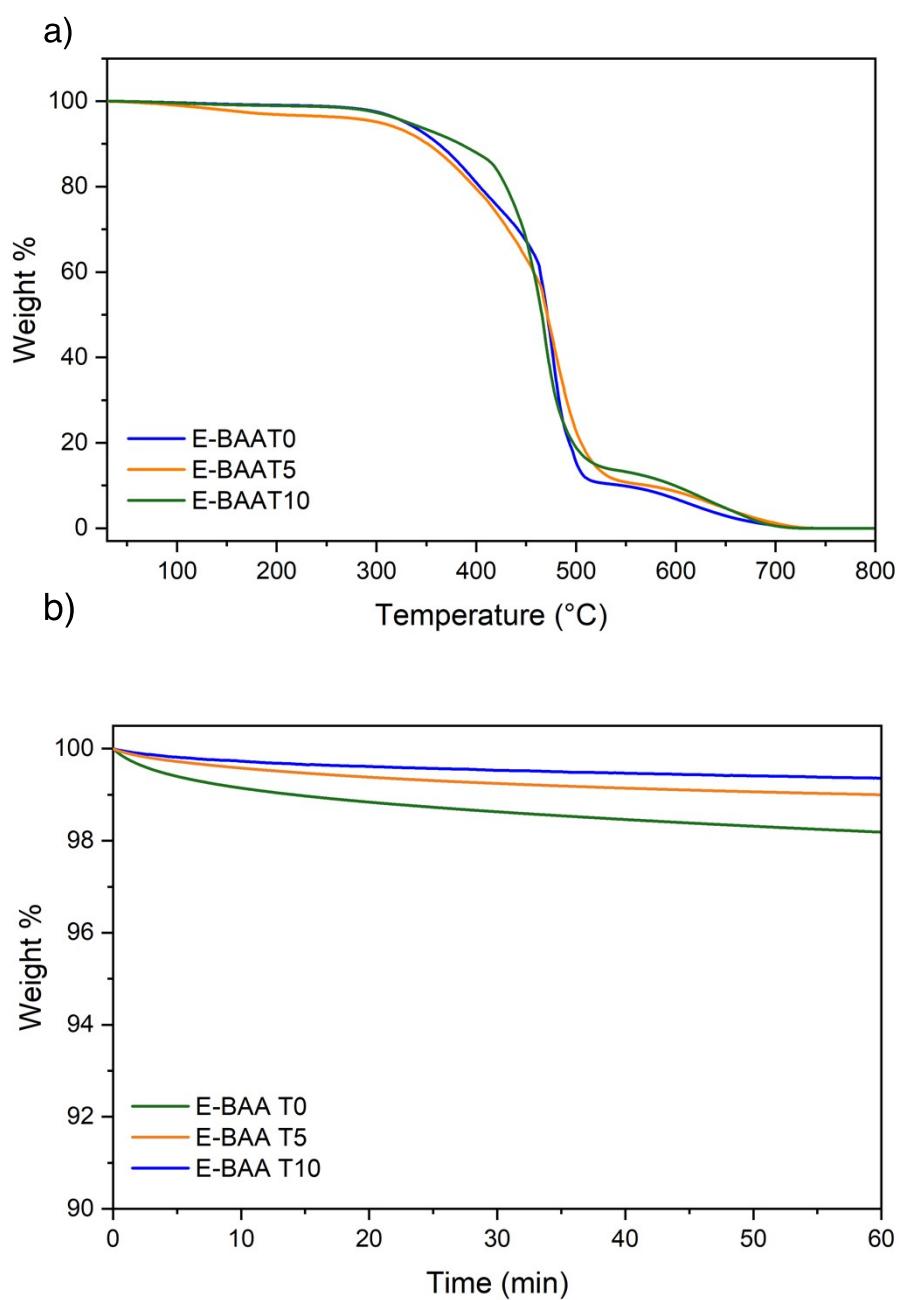 a)
Weight %
100
80
60
40
20
0
E-BAAT0
E-BAAT5
E-BAAT10
100 200 300 400 500 600 700 800
Temperature (°C)
b)
Weight %
100
98
96
94
92
90
E-BAA T0
E-BAA T5
E-BAA T10
0 10 20 30 40 50 60
Time (min)